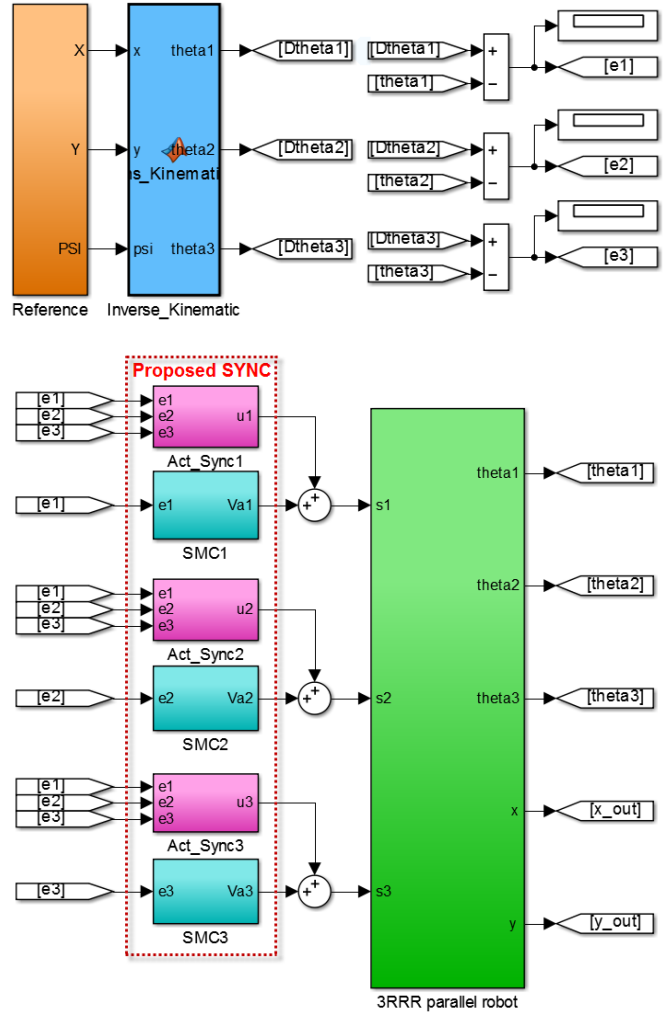 X x theta1 [Dtheta1] [Dtheta1] + [theta1] − [e1]
Y y theta2 [Dtheta2] [Dtheta2] + [theta2] − [e2]
ns_Kinemati
PSI psi theta3 [Dtheta3] [Dtheta3] + [theta3] − [e3]
Reference Inverse_Kinematic
Proposed SYNC
[e1] e1
[e2] e2 u1
[e3] e3
Act_Sync1
[e1] e1 Va1 + + s1
SMC1
theta1 [theta1]
[e1] e1
[e2] e2 u2
[e3] e3
Act_Sync2
theta2 [theta2]
[e2] e2 Va2 + + s2
SMC2
theta3 [theta3]
[e1] e1
[e2] e2 u3
[e3] e3
Act_Sync3
x [x_out]
[e3] e3 Va3 + + s3
SMC3
y [y_out]
3RRR parallel robot